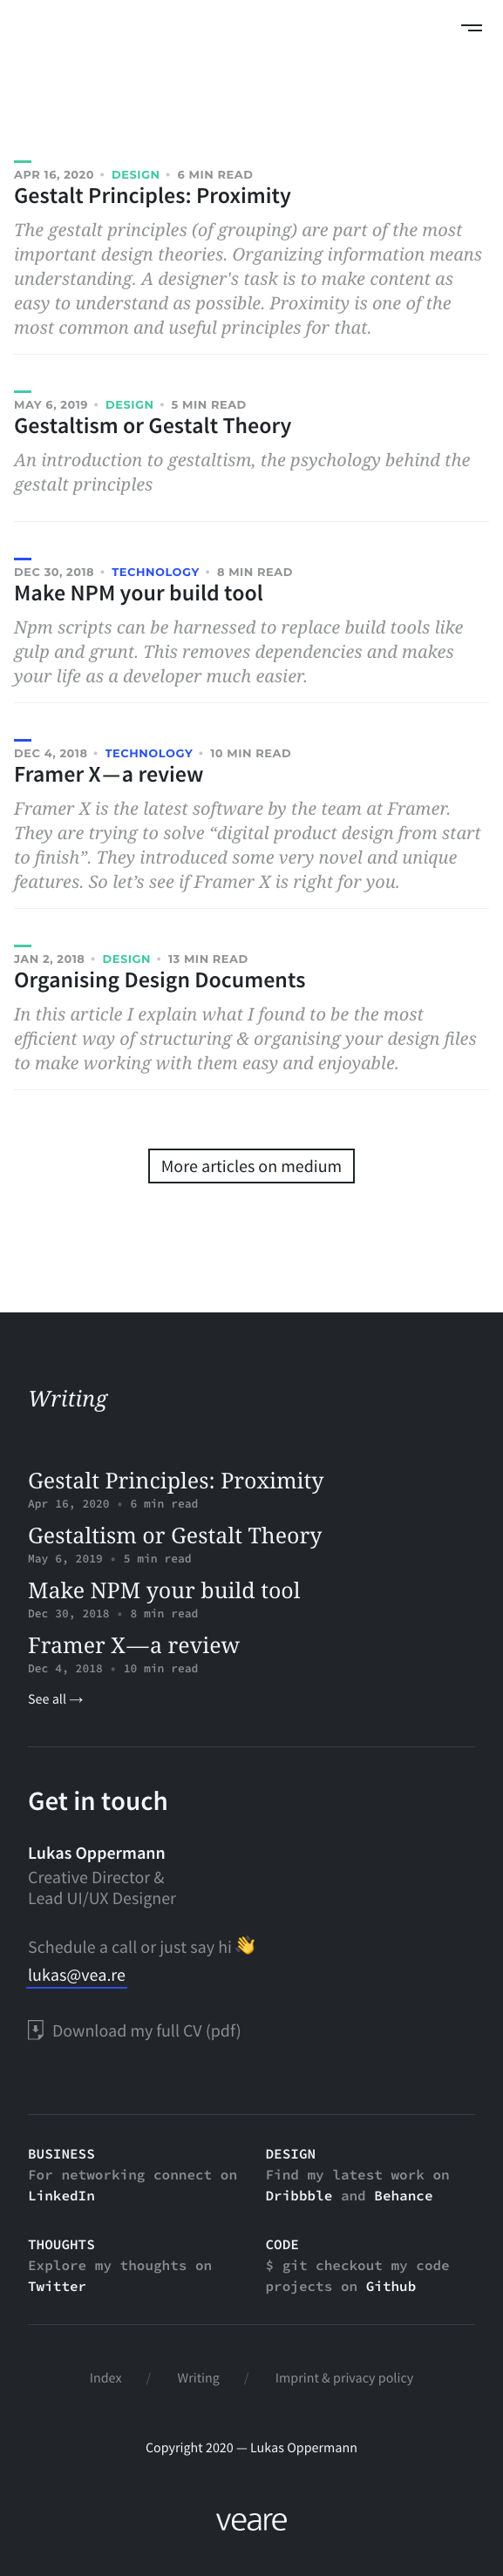 APR 16, 2020 • DESIGN • 6 MIN READ
Gestalt Principles: Proximity
The gestalt principles (of grouping) are part of the most
important design theories. Organizing information means
understanding. A designer's task is to make content as
easy to understand as possible. Proximity is one of the
most common and useful principles for that.
MAY 6, 2019 • DESIGN • 5 MIN READ
Gestaltism or Gestalt Theory
An introduction to gestaltism, the psychology behind the
gestalt principles
DEC 30, 2018 • TECHNOLOGY • 8 MIN READ
Make NPM your build tool
Npm scripts can be harnessed to replace build tools like
gulp and grunt. This removes dependencies and makes
your life as a developer much easier.
DEC 4, 2018 • TECHNOLOGY • 10 MIN READ
Framer X — a review
Framer X is the latest software by the team at Framer.
They are trying to solve “digital product design from start
to finish”. They introduced some very novel and unique
features. So let’s see if Framer X is right for you.
JAN 2, 2018 • DESIGN • 13 MIN READ
Organising Design Documents
In this article I explain what I found to be the most
efficient way of structuring & organising your design files
to make working with them easy and enjoyable.
More articles on medium
Writing
Gestalt Principles: Proximity
Apr 16, 2020 • 6 min read
Gestaltism or Gestalt Theory
May 6, 2019 • 5 min read
Make NPM your build tool
Dec 30, 2018 • 8 min read
Framer X — a review
Dec 4, 2018 • 10 min read
See all →
Get in touch
Lukas Oppermann
Creative Director &
Lead UI/UX Designer
Schedule a call or just say hi 👋
lukas@vea.re
Download my full CV (pdf)
BUSINESS
For networking connect on
LinkedIn
DESIGN
Find my latest work on
Dribbble and Behance
THOUGHTS
Explore my thoughts on
Twitter
CODE
$ git checkout my code
projects on Github
Index / Writing / Imprint & privacy policy
Copyright 2020 — Lukas Oppermann
veare